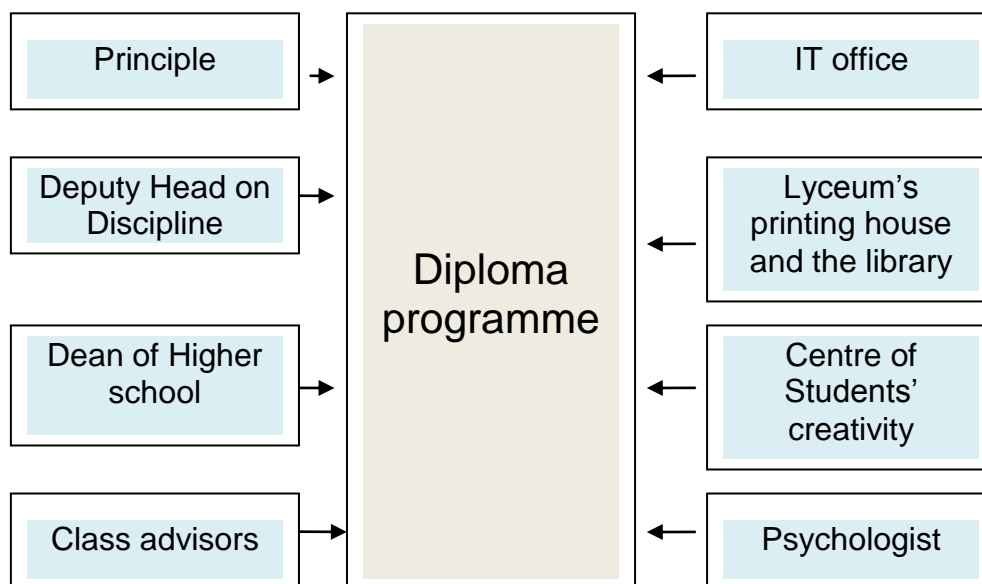 Principle
Deputy Head on
Discipline
Dean of Higher
school
Class advisors
Diploma
programme
IT office
Lyceum’s
printing house
and the library
Centre of
Students’
creativity
Psychologist